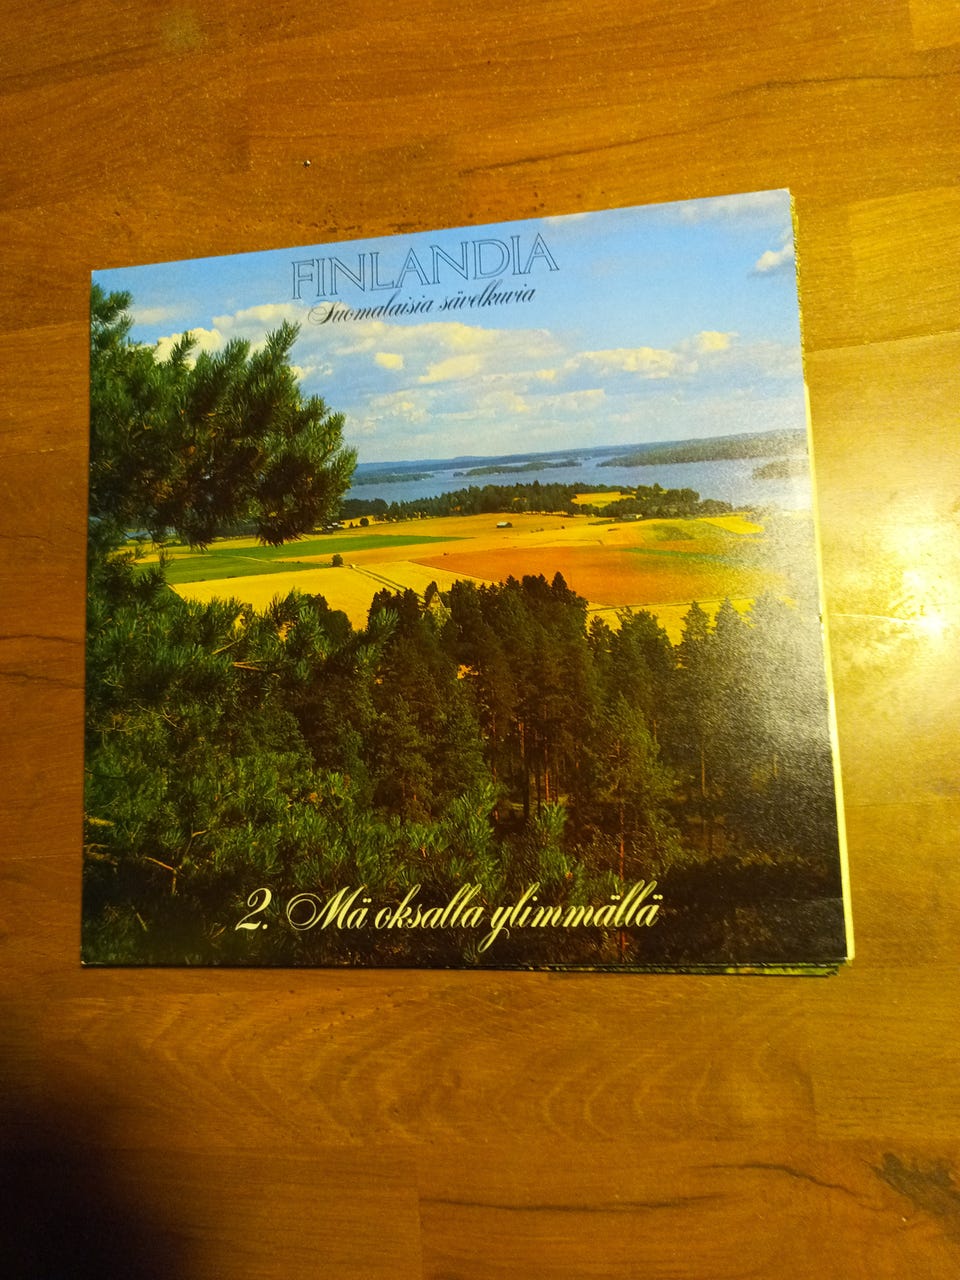 FINLANDIA
Suomalaisia sävelkuvia
2. Mä oksalla ylimmällä